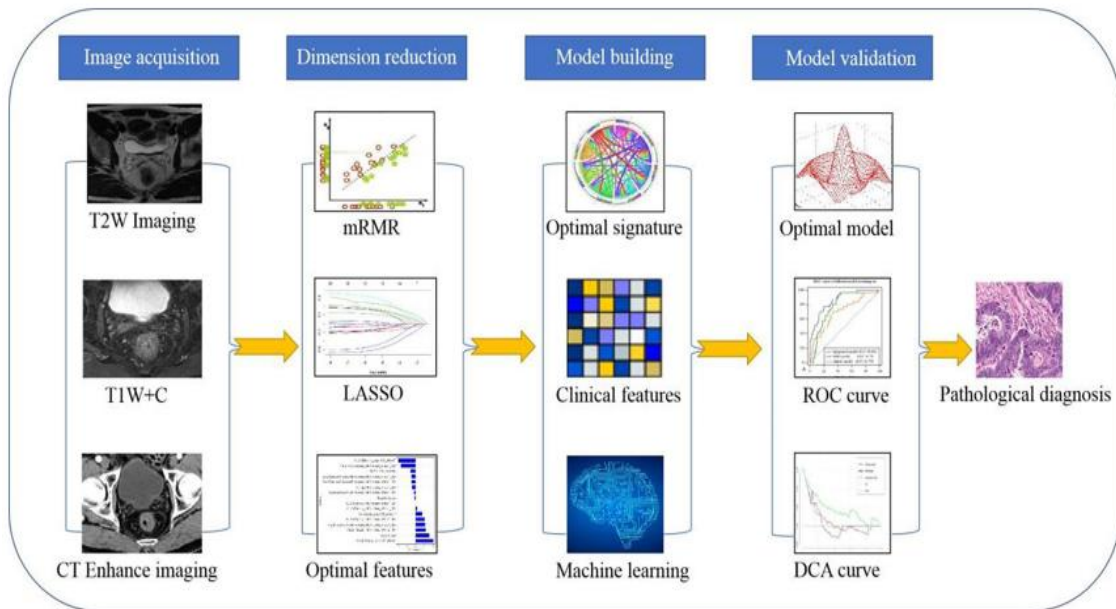 Image acquisition
Dimension reduction
Model building
Model validation
T2W Imaging
mRMR
Optimal signature
Optimal model
T1W+C
LASSO
Clinical features
ROC curve
Pathological diagnosis
CT Enhance imaging
Optimal features
Machine learning
DCA curve